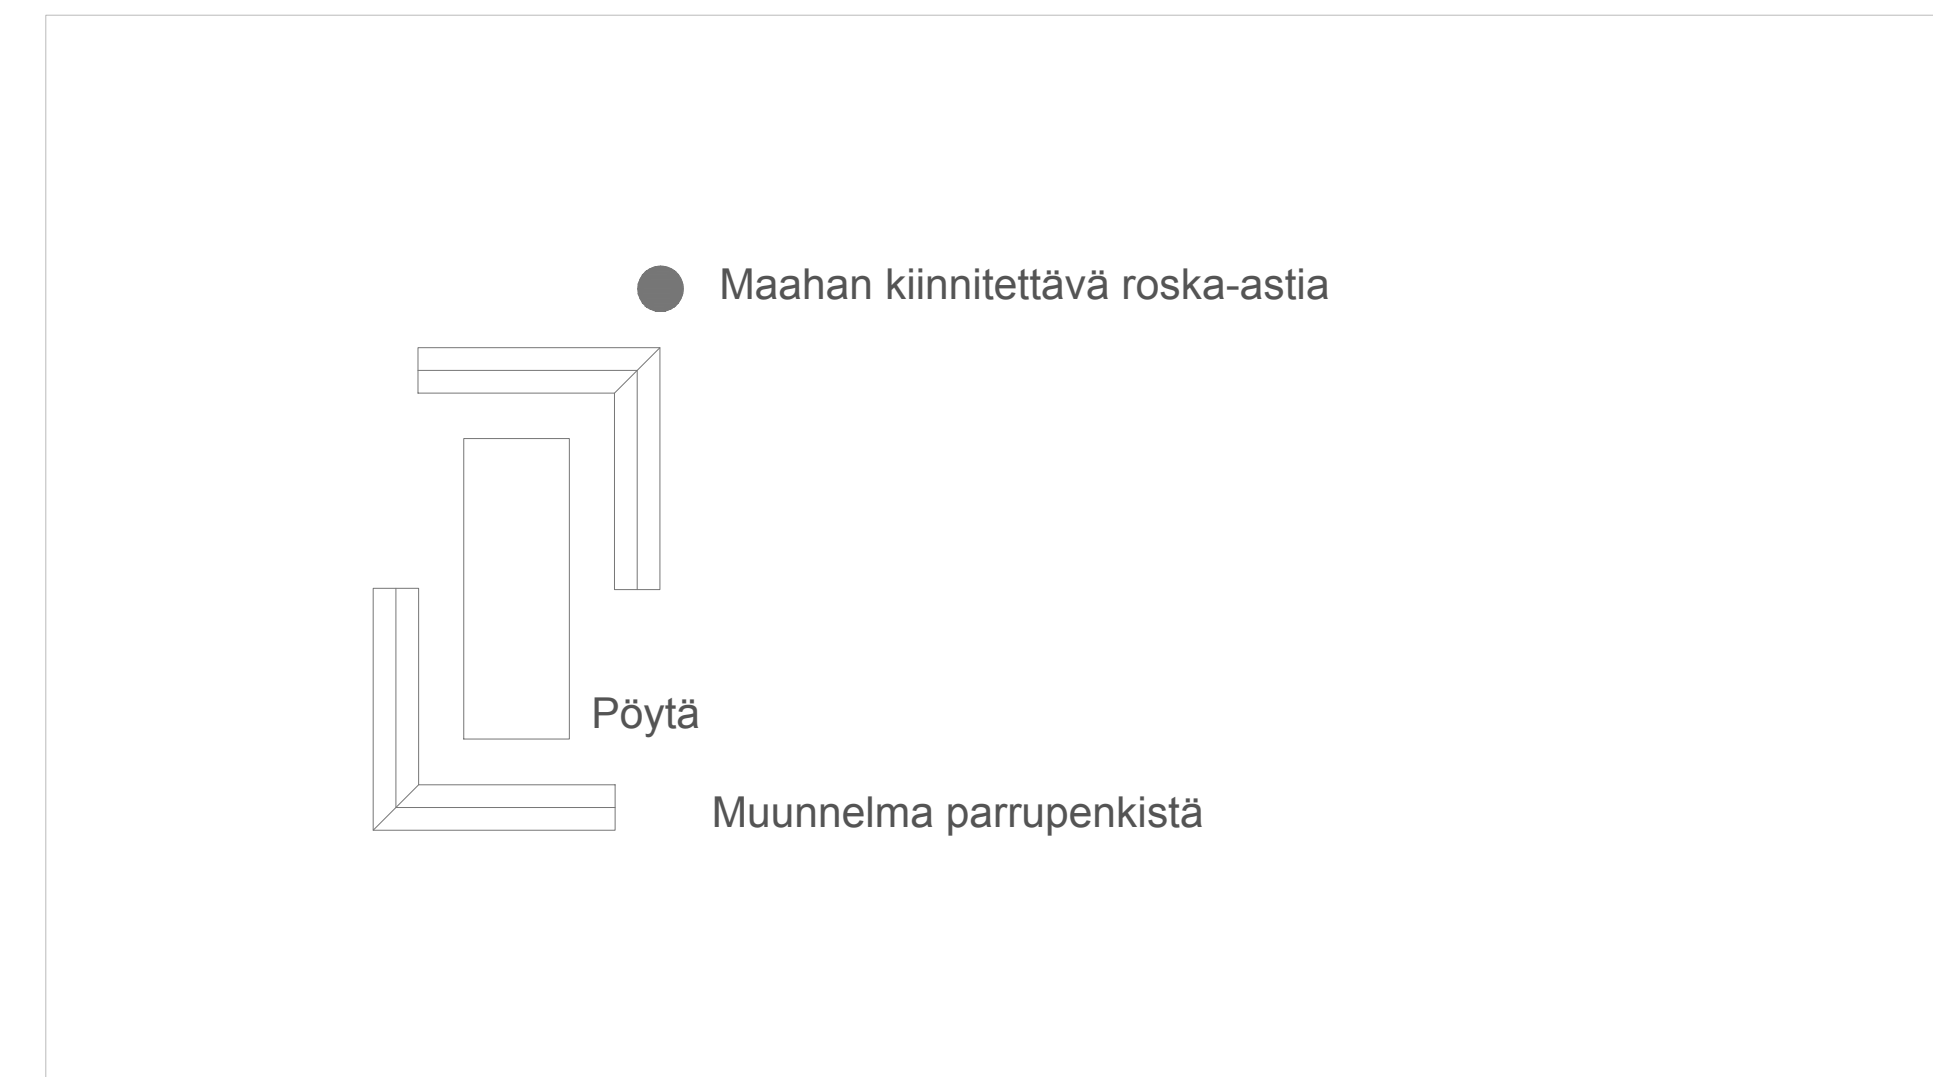 Maahan kiinnitettävä roska-astia
Pöytä
Muunnelma parrupenkistä